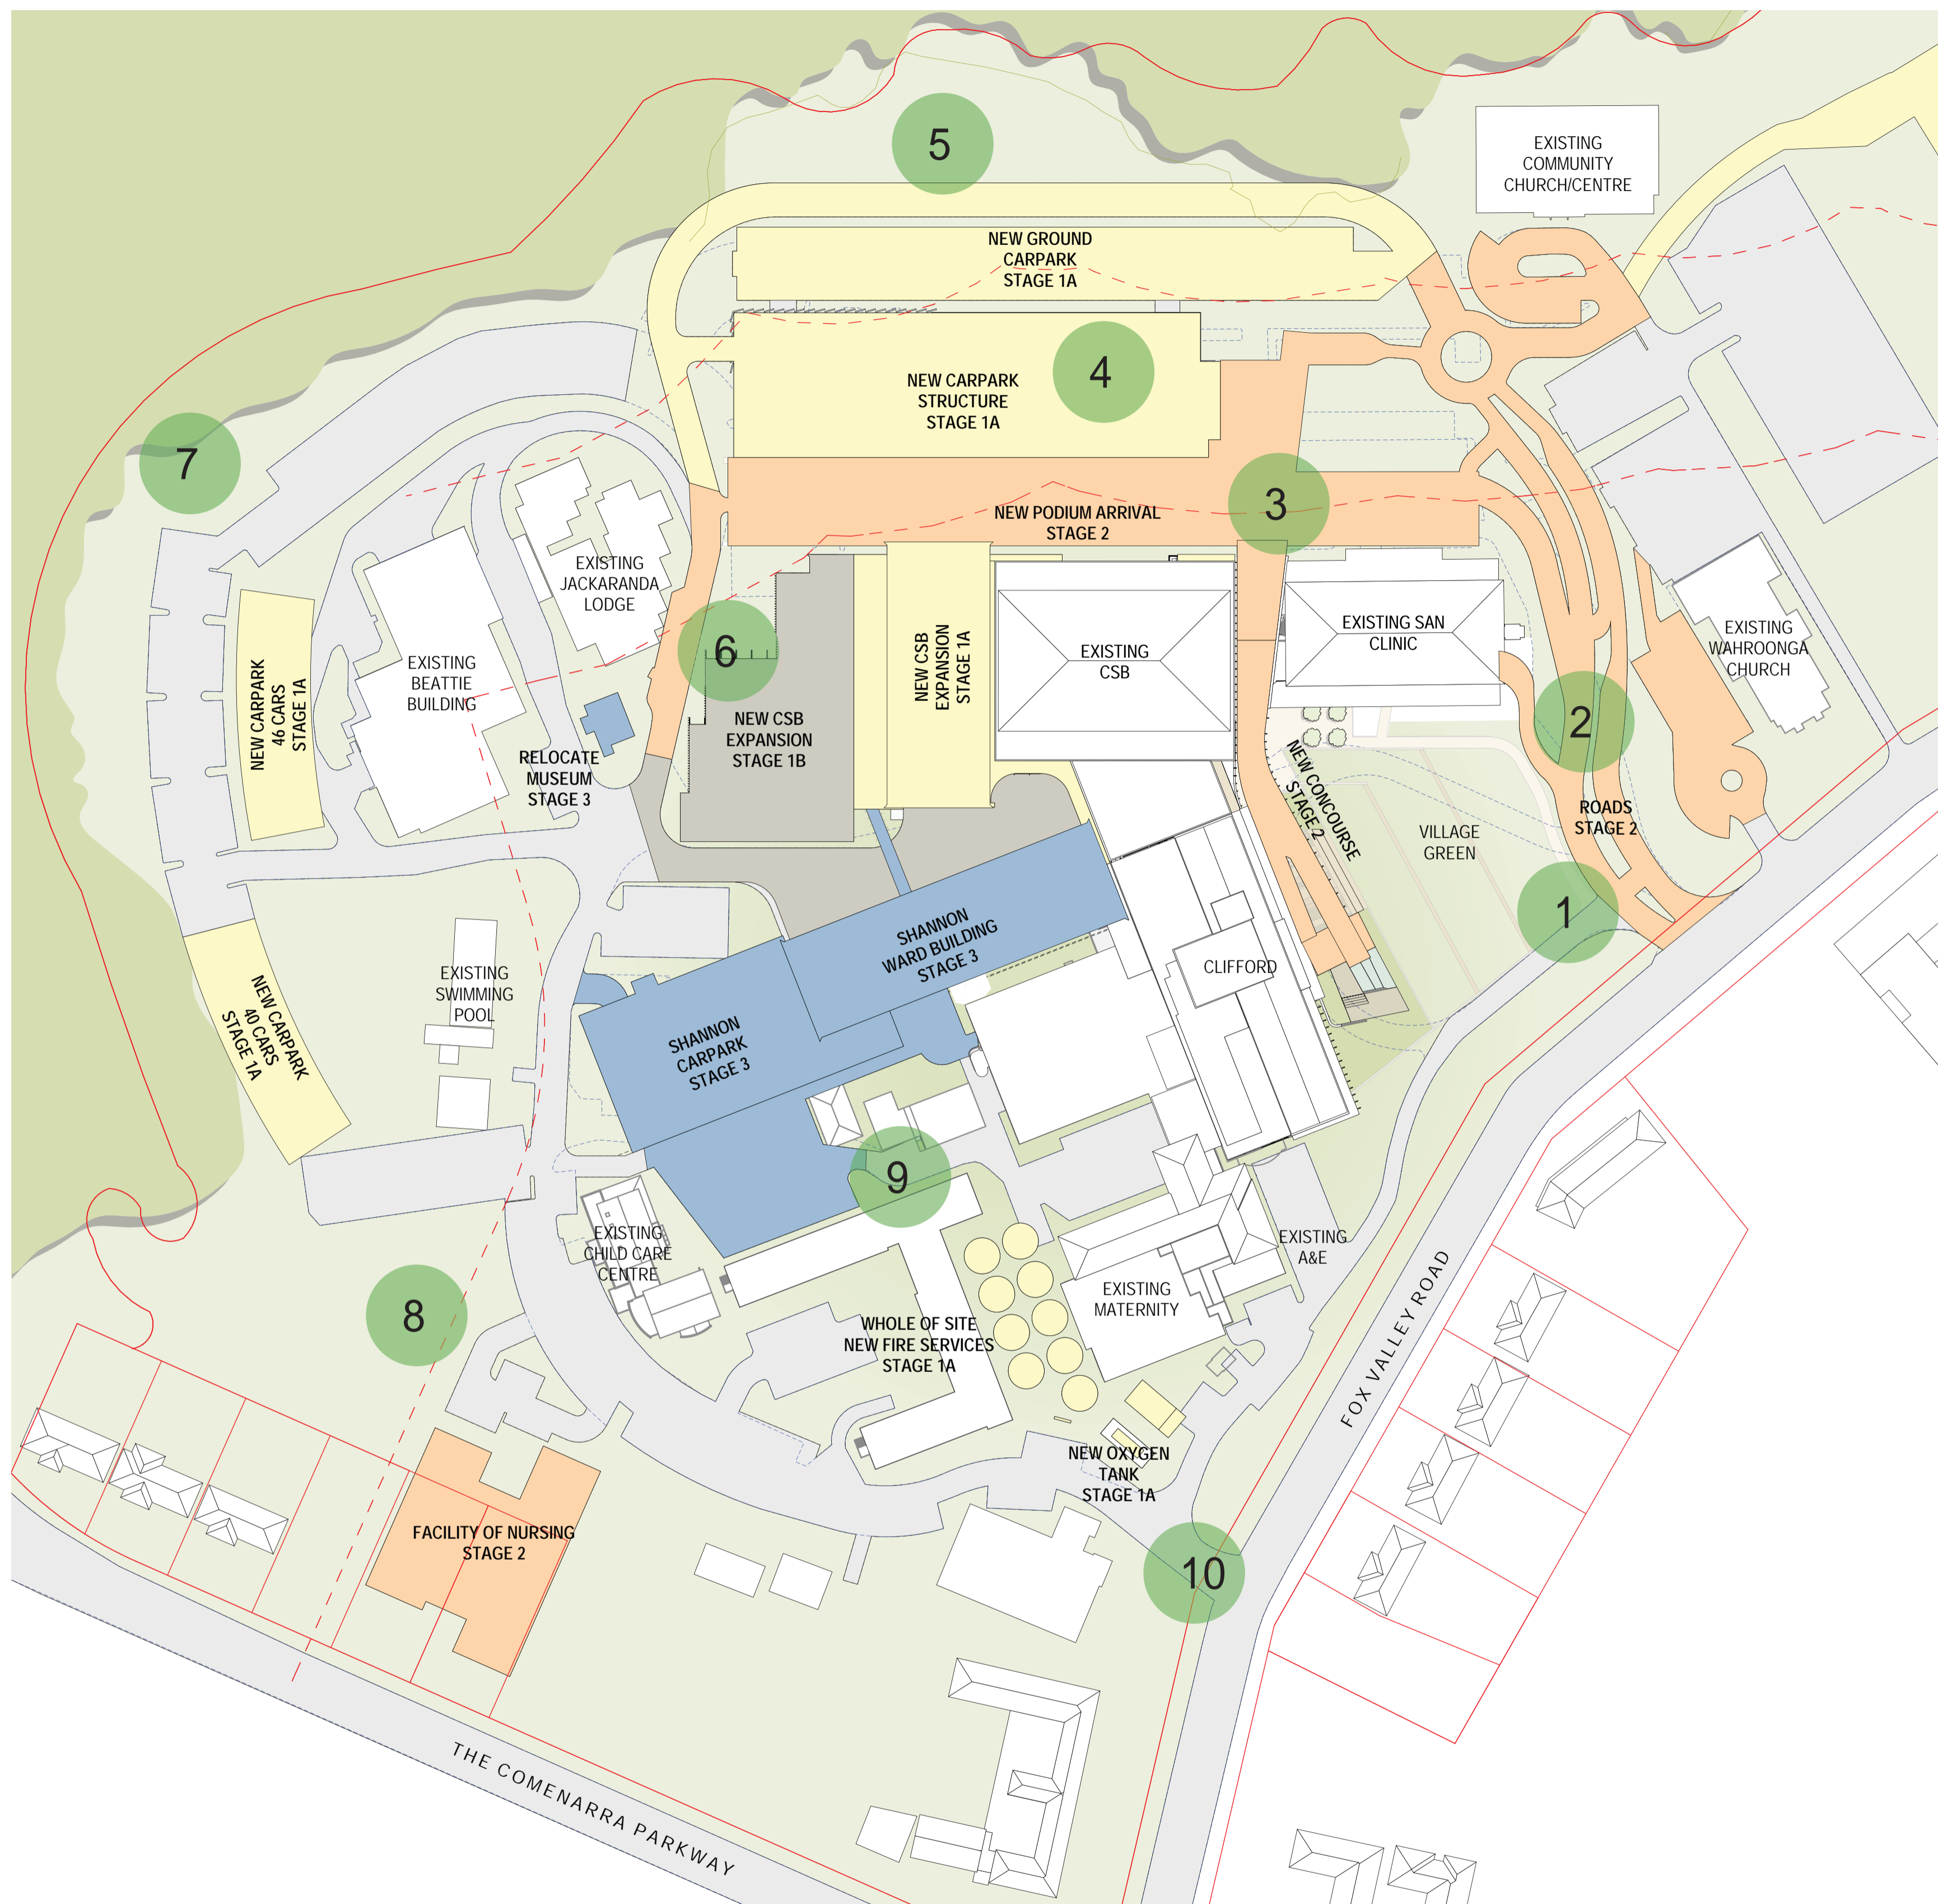 5
EXISTING
COMMUNITY
CHURCH/CENTRE
NEW GROUND
CARPARK
STAGE 1A
4
NEW CARPARK
STRUCTURE
STAGE 1A
7
3
NEW PODIUM ARRIVAL
STAGE 2
EXISTING
JACKARANDA
LODGE
6
EXISTING
BEATTIE
BUILDING
NEW CARPARK
46 CARS
STAGE 1A
RELOCATE
MUSEUM
STAGE 3
NEW CSB
EXPANSION
STAGE 1B
NEW CSB
EXPANSION
STAGE 1A
EXISTING
CSB
EXISTING SAN
CLINIC
EXISTING
WAHROONGA
CHURCH
2
NEW CONCOURSE
STAGE 2
ROADS
STAGE 2
VILLAGE
GREEN
1
SHANNON
WARD BUILDING
STAGE 3
CLIFFORD
EXISTING
SWIMMING
POOL
NEW CARPARK
40 CARS
STAGE 1A
SHANNON
CARPARK
STAGE 3
9
EXISTING
CHILD CARE
CENTRE
EXISTING
A&E
EXISTING
MATERNITY
8
WHOLE OF SITE
NEW FIRE SERVICES
STAGE 1A
FOX VALLEY ROAD
NEW OXYGEN
TANK
STAGE 1A
FACILITY OF NURSING
STAGE 2
10
THE COMENARRA PARKWAY